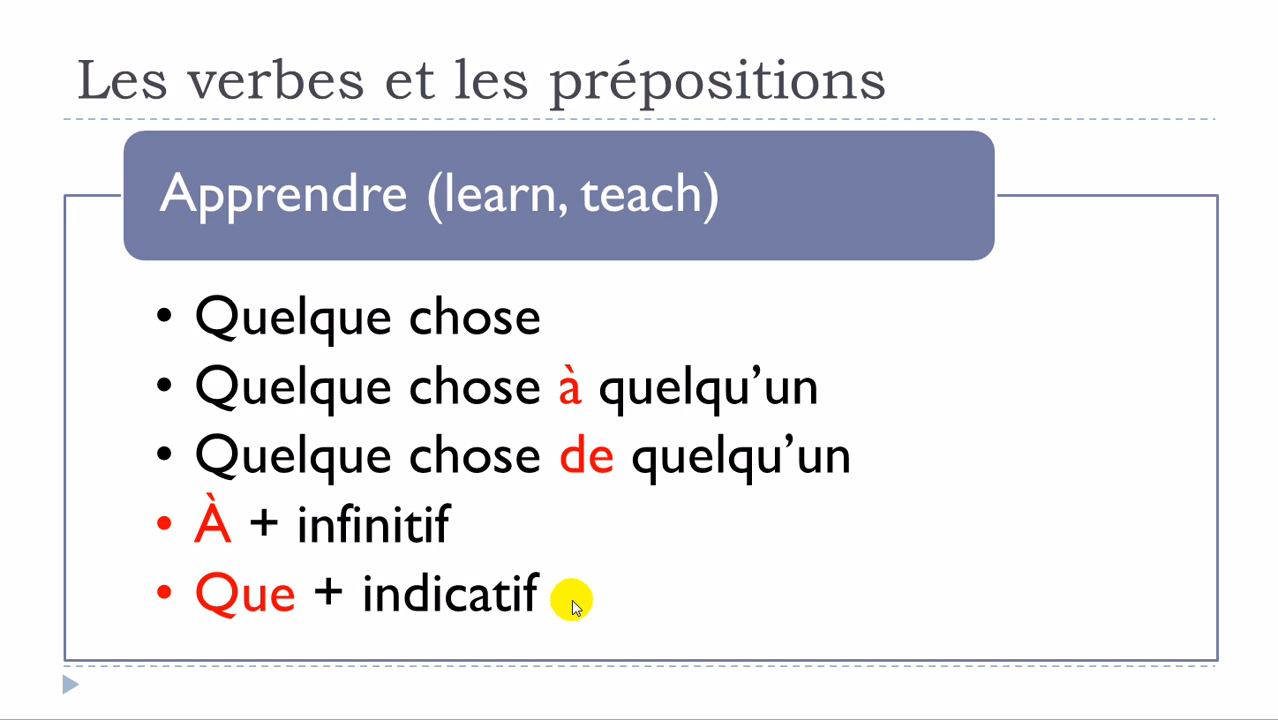 Les verbes et les prépositions
Apprendre (learn, teach)
• Quelque chose
• Quelque chose à quelqu’un
• Quelque chose de quelqu’un
• À + infinitif
• Que + indicatif